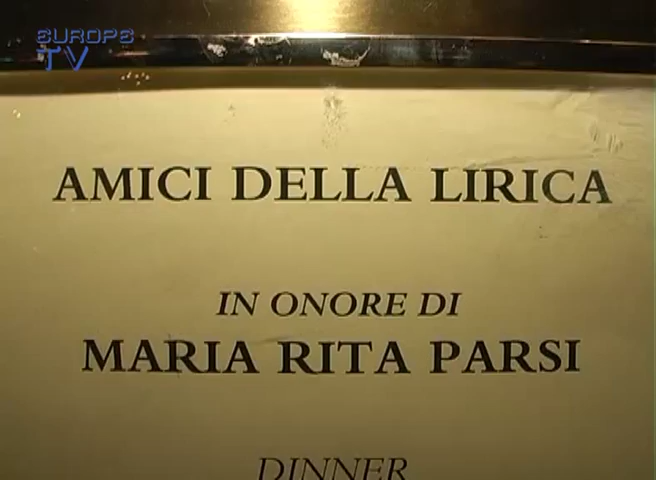 EUROPE
TV
AMICI DELLA LIRICA
IN ONORE DI
MARIA RITA PARSI
DINNER